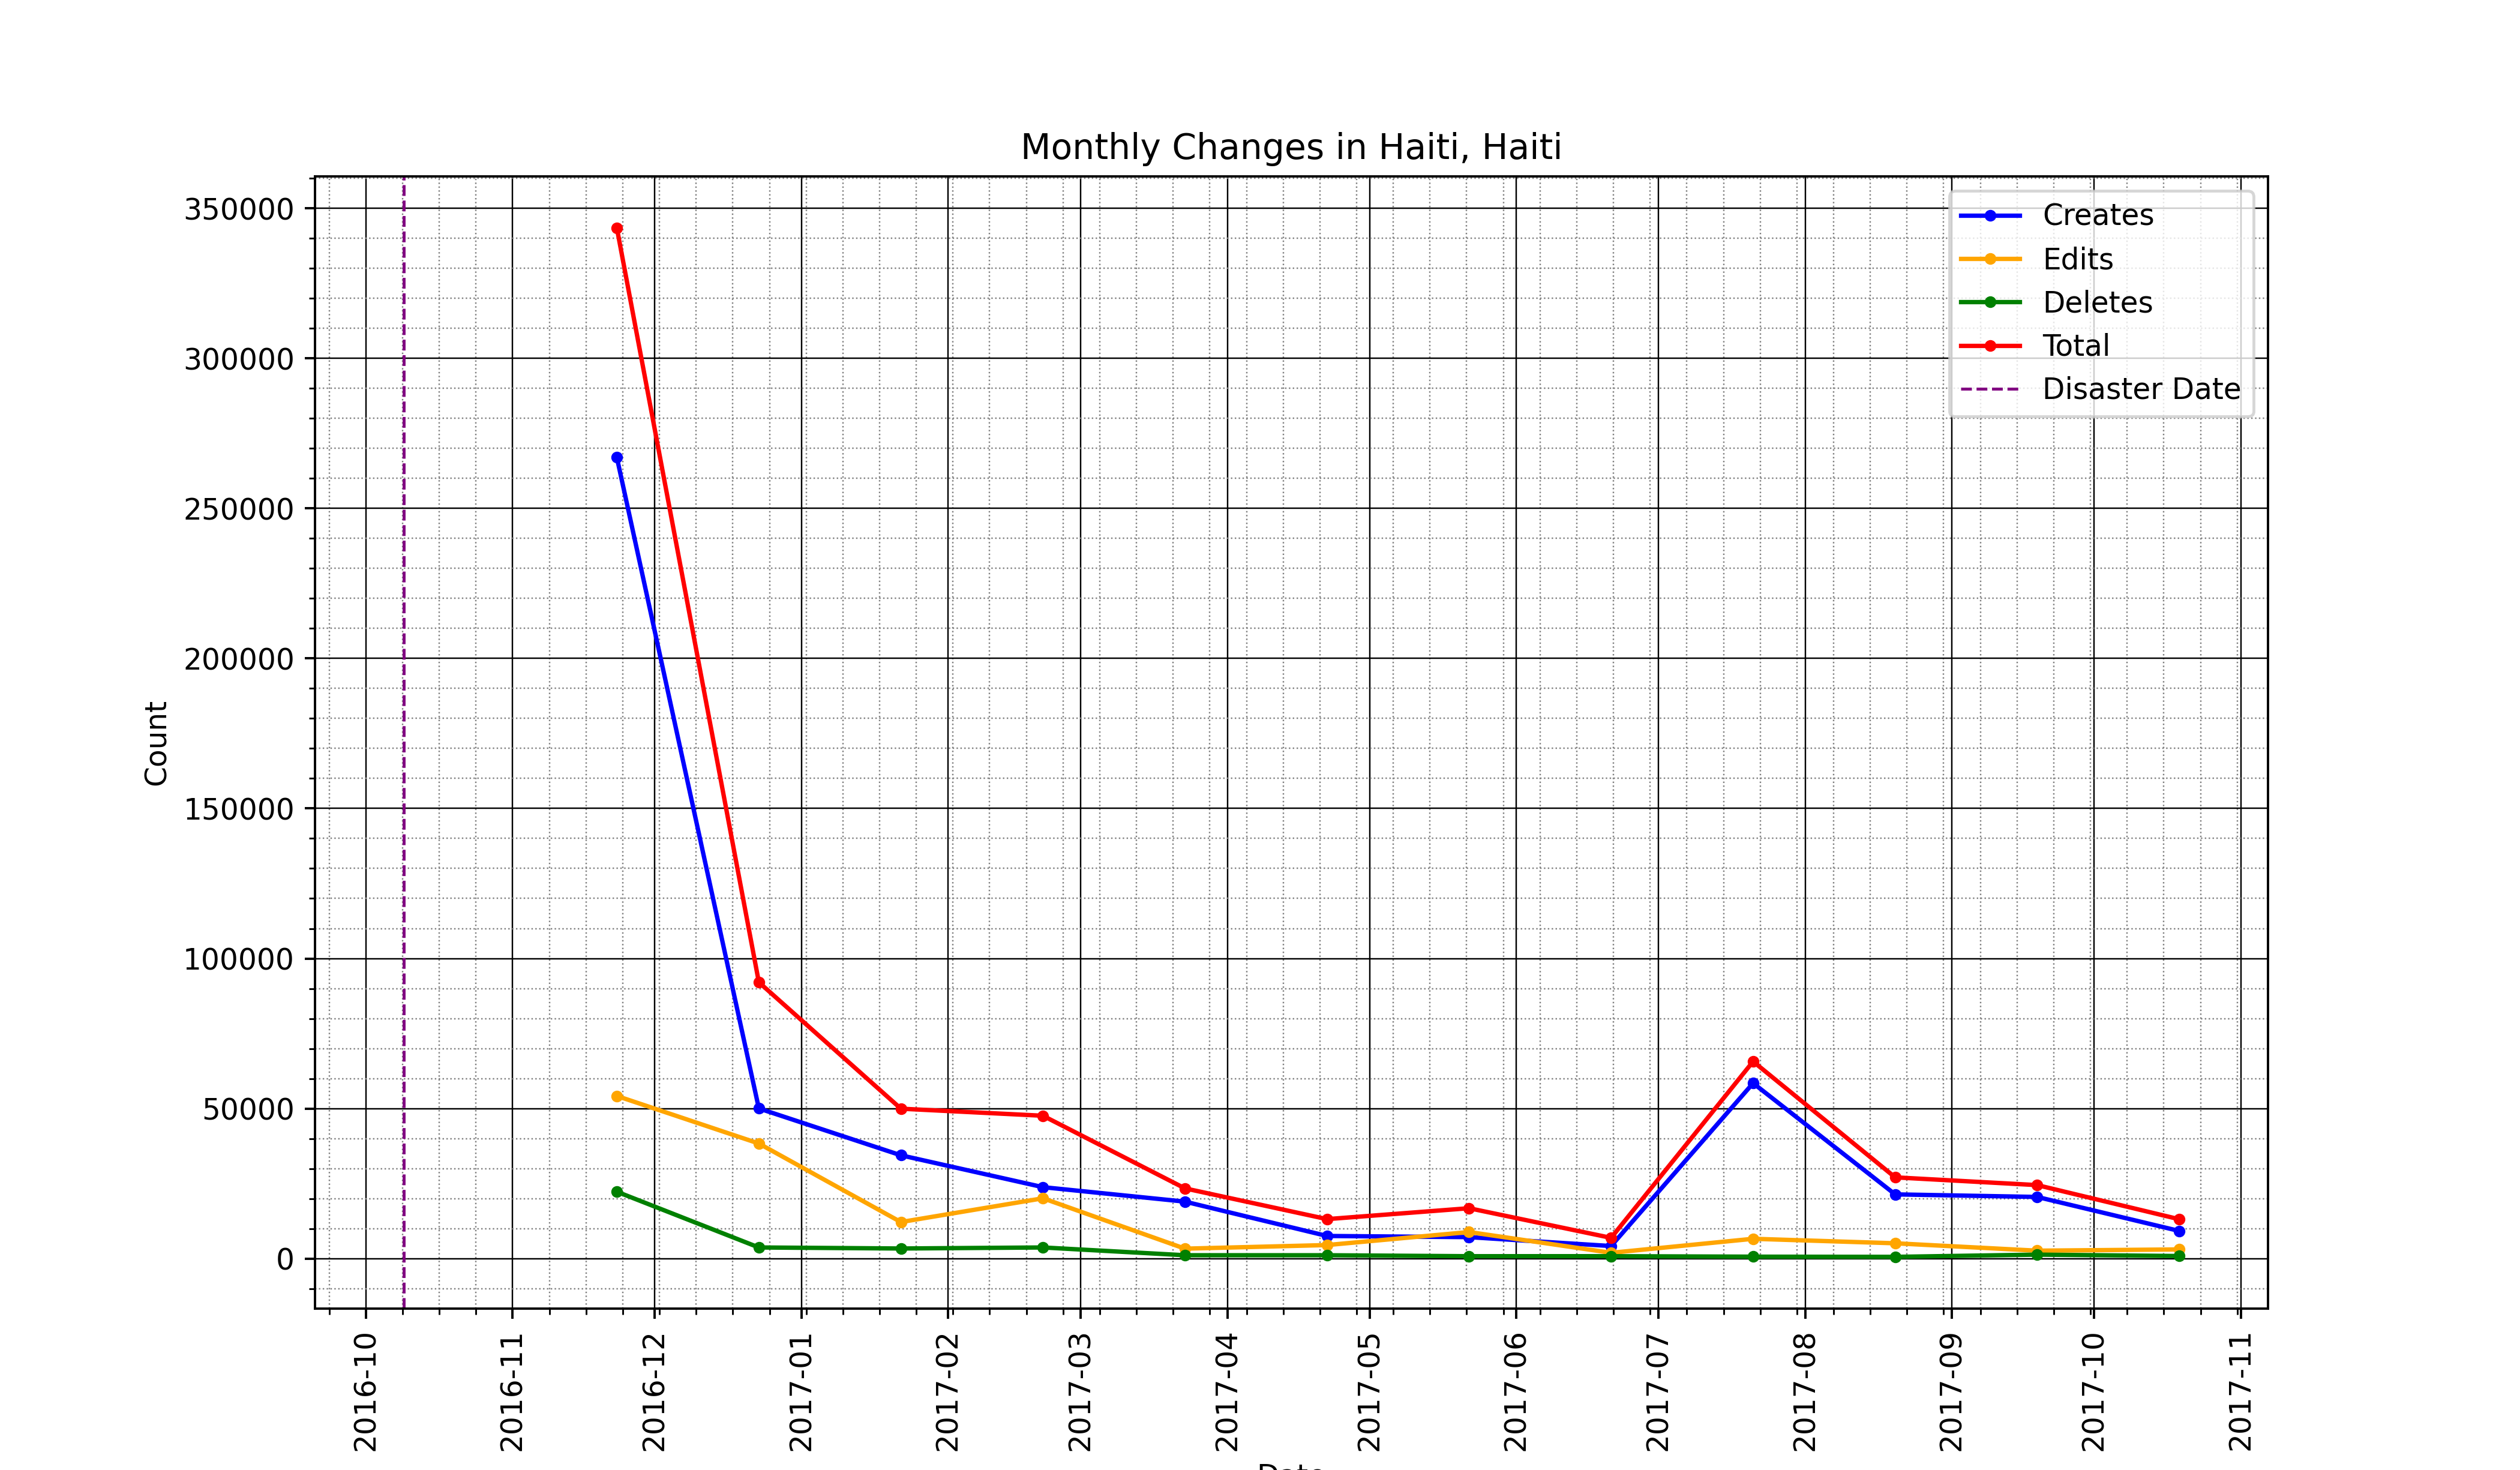 Monthly Changes in Haiti, Haiti
Creates
Edits
Deletes
Total
Disaster Date
Count
350000
300000
250000
200000
150000
100000
50000
0
2016-10
2016-11
2016-12
2017-01
2017-02
2017-03
2017-04
2017-05
2017-06
2017-07
2017-08
2017-09
2017-10
2017-11
Date